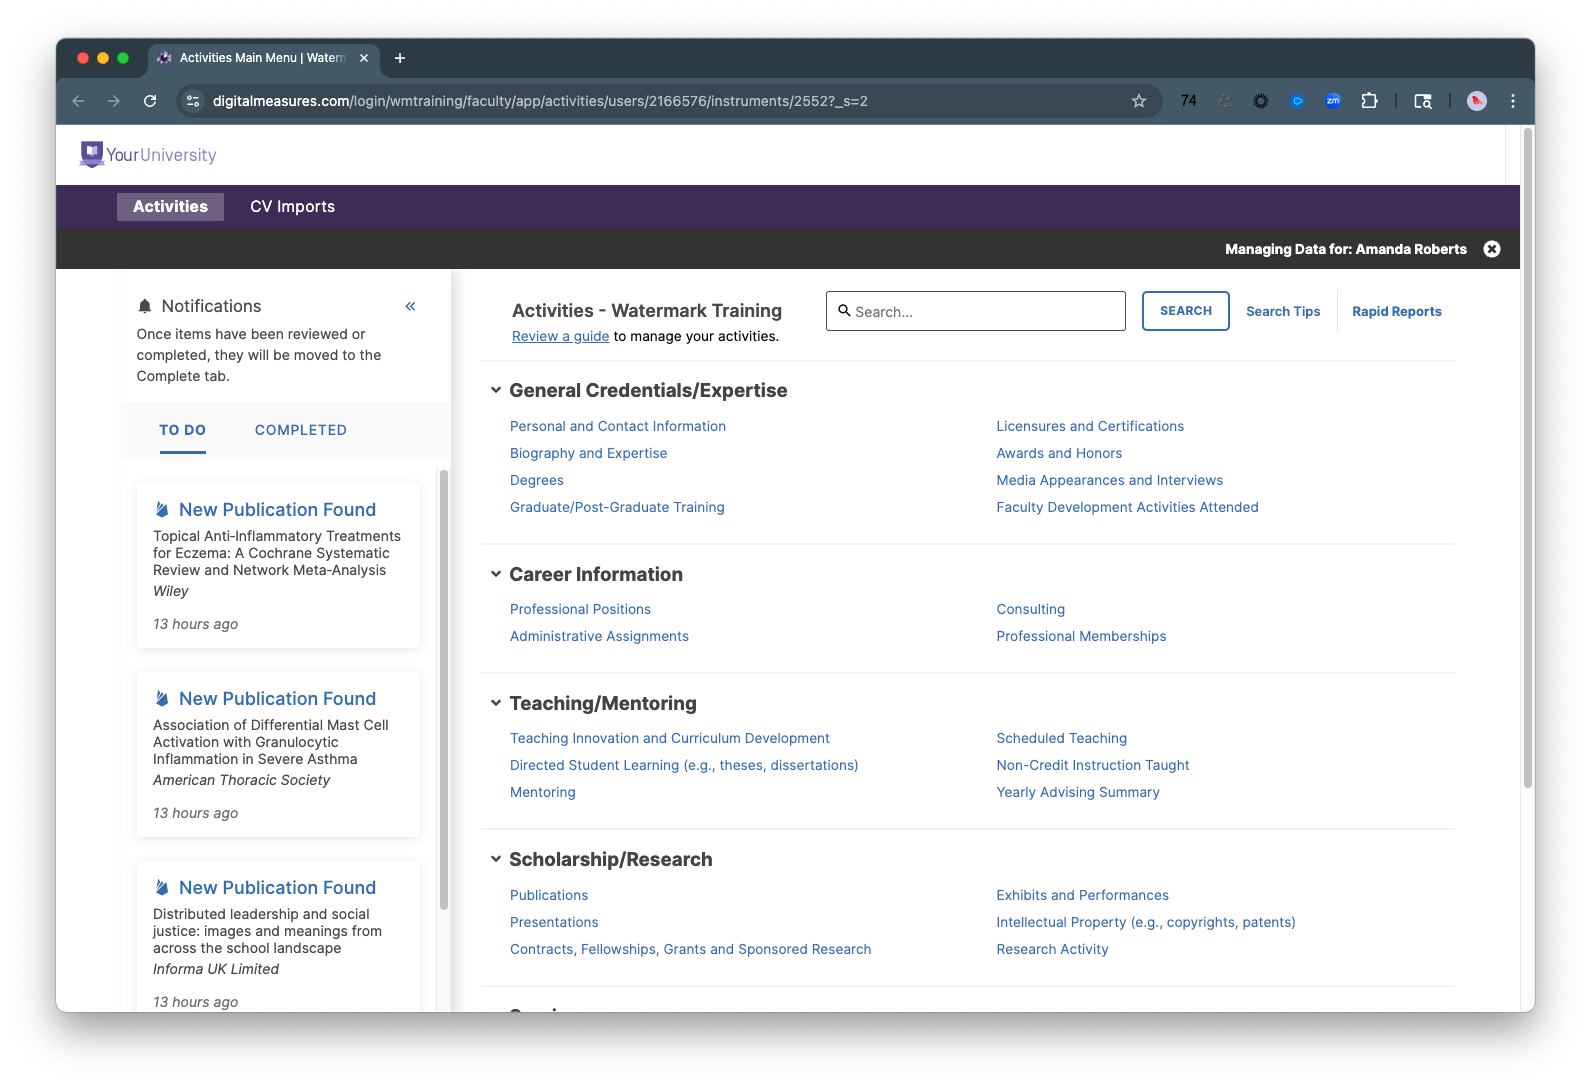 Activities Main Menu | Waterm
digitalmeasures.com/login/wmtraining/faculty/app/activities/users/2166576/instruments/2552?_s=2
74
zm
YourUniversity
Activities
CV Imports
Managing Data for: Amanda Roberts
Notifications
Once items have been reviewed or
completed, they will be moved to the
Complete tab.
TO DO
COMPLETED
New Publication Found
Topical Anti-Inflammatory Treatments
for Eczema: A Cochrane Systematic
Review and Network Meta-Analysis
Wiley
13 hours ago
New Publication Found
Association of Differential Mast Cell
Activation with Granulocytic
Inflammation in Severe Asthma
American Thoracic Society
13 hours ago
New Publication Found
Distributed leadership and social
justice: images and meanings from
across the school landscape
Informa UK Limited
13 hours ago
Activities - Watermark Training
Review a guide to manage your activities.
Search...
SEARCH
Search Tips
Rapid Reports
General Credentials/Expertise
Personal and Contact Information
Biography and Expertise
Degrees
Graduate/Post-Graduate Training
Licensures and Certifications
Awards and Honors
Media Appearances and Interviews
Faculty Development Activities Attended
Career Information
Professional Positions
Administrative Assignments
Consulting
Professional Memberships
Teaching/Mentoring
Teaching Innovation and Curriculum Development
Directed Student Learning (e.g., theses, dissertations)
Mentoring
Scheduled Teaching
Non-Credit Instruction Taught
Yearly Advising Summary
Scholarship/Research
Publications
Presentations
Contracts, Fellowships, Grants and Sponsored Research
Exhibits and Performances
Intellectual Property (e.g., copyrights, patents)
Research Activity